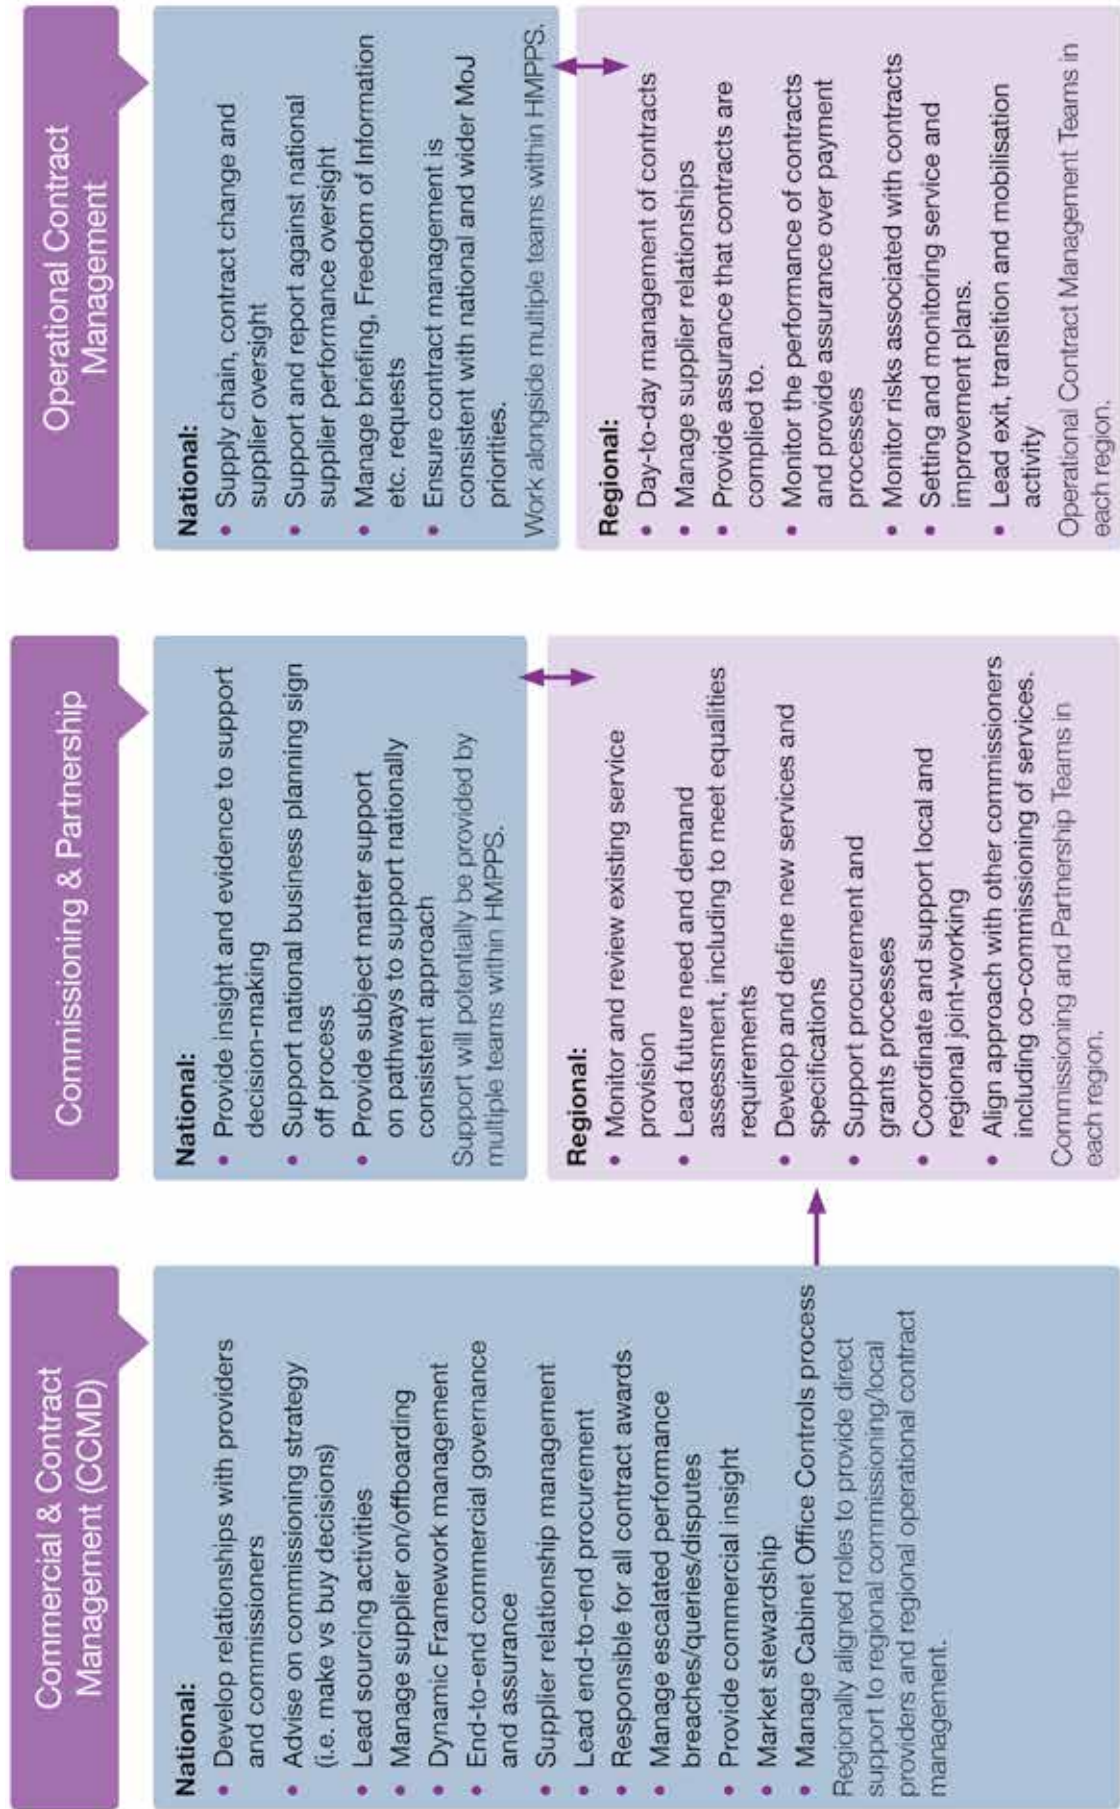 Commercial & Contract
Management (CCMD)
National:
• Develop relationships with providers
and commissioners
• Advise on commissioning strategy
(i.e. make vs buy decisions)
• Lead sourcing activities
• Manage supplier on/offboarding
• Dynamic Framework management
• End-to-end commercial governance
and assurance
• Supplier relationship management
• Lead end-to-end procurement
• Responsible for all contract awards
• Manage escalated performance
breaches/queries/disputes
• Provide commercial insight
• Market stewardship
• Manage Cabinet Office Controls process
Regionally aligned roles to provide direct
support to regional commissioning/local
providers and regional operational contract
management.
Commissioning & Partnership
National:
• Provide insight and evidence to support
decision-making
• Support national business planning sign
off process
• Provide subject matter support
on pathways to support nationally
consistent approach
Support will potentially be provided by
multiple teams within HMPPS.
Regional:
• Monitor and review existing service
provision
• Lead future need and demand
assessment, including to meet equalities
requirements
• Develop and define new services and
specifications
• Support procurement and
grants processes
• Coordinate and support local and
regional joint-working
• Align approach with other commissioners
including co-commissioning of services.
Commissioning and Partnership Teams in
each region.
Operational Contract
Management
National:
• Supply chain, contract change and
supplier oversight
• Support and report against national
supplier performance oversight
• Manage briefing, Freedom of Information
etc. requests
• Ensure contract management is
consistent with national and wider MoJ
priorities.
Work alongside multiple teams within HMPPS.
Regional:
• Day-to-day management of contracts
• Manage supplier relationships
• Provide assurance that contracts are
complied to.
• Monitor the performance of contracts
and provide assurance over payment
processes
• Monitor risks associated with contracts
• Setting and monitoring service and
improvement plans.
• Lead exit, transition and mobilisation
activity
Operational Contract Management Teams in
each region.